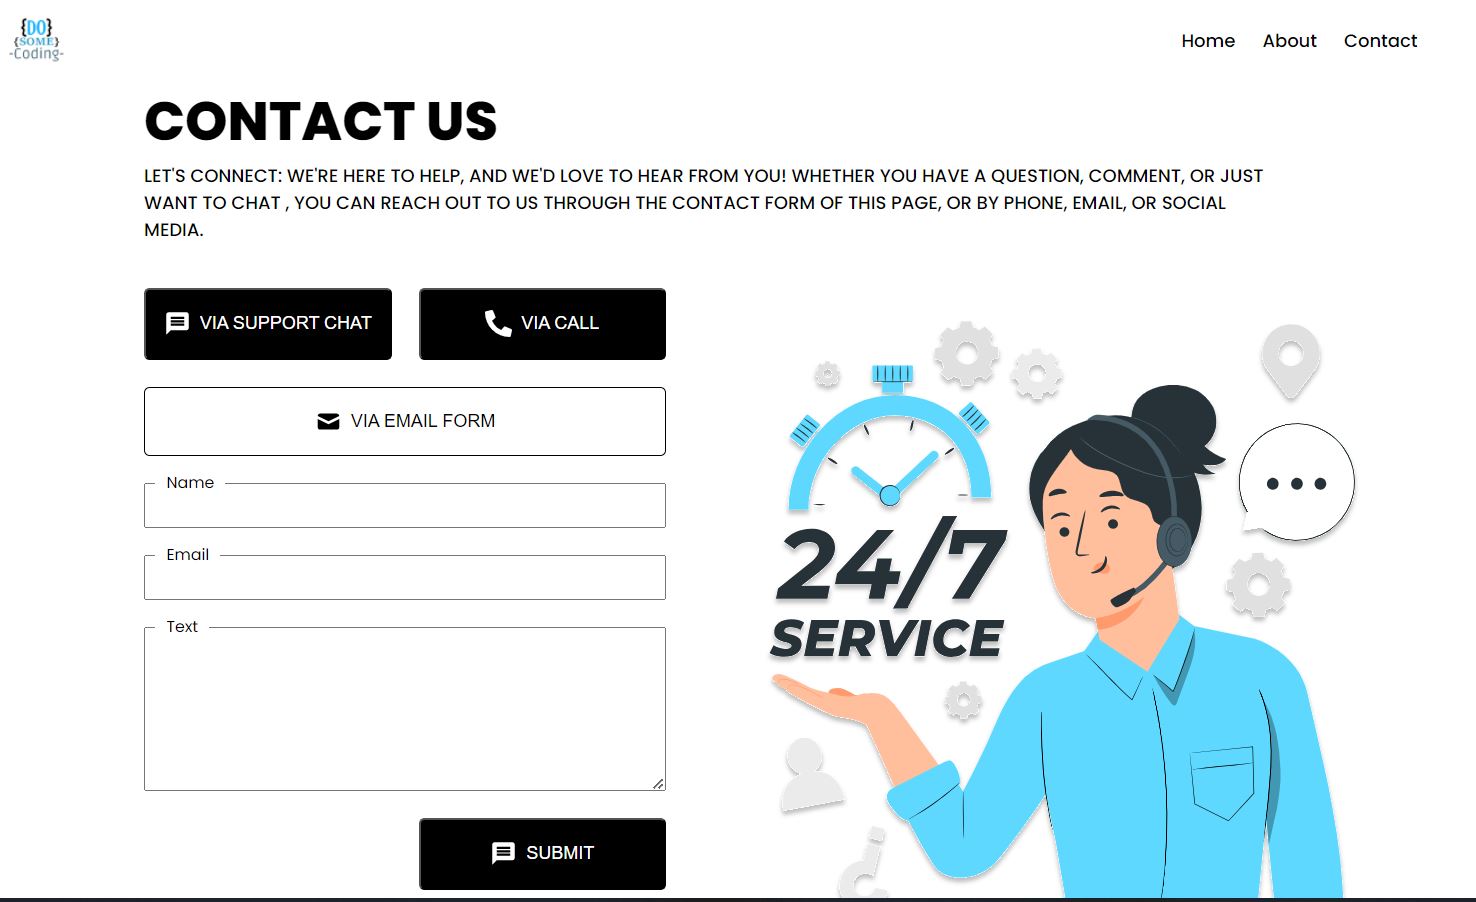 {DO}
{SOME}
-Coding-
Home About Contact
CONTACT US
LET'S CONNECT: WE'RE HERE TO HELP, AND WE'D LOVE TO HEAR FROM YOU! WHETHER YOU HAVE A QUESTION, COMMENT, OR JUST
WANT TO CHAT , YOU CAN REACH OUT TO US THROUGH THE CONTACT FORM OF THIS PAGE, OR BY PHONE, EMAIL, OR SOCIAL
MEDIA.
VIA SUPPORT CHAT VIA CALL
VIA EMAIL FORM
Name
Email
Text
SUBMIT
24/7
SERVICE